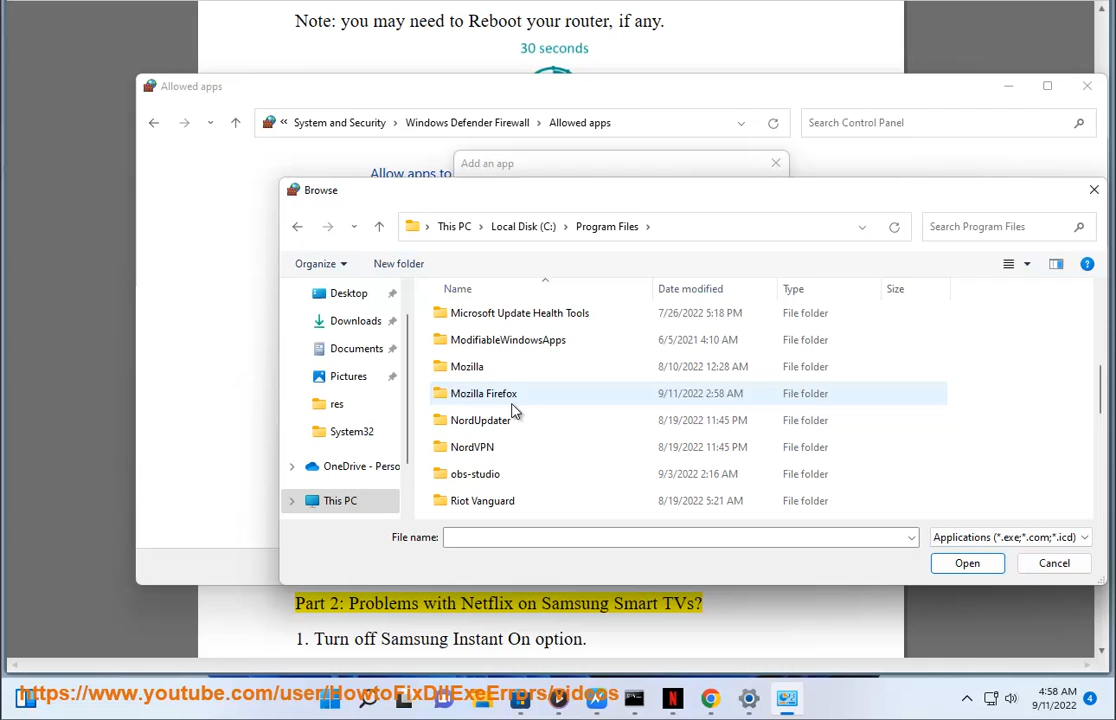 Note: you may need to Reboot your router, if any.
30 seconds
Allowed apps
« System and Security > Windows Defender Firewall > Allowed apps
Search Control Panel
Add an app
Browse
This PC > Local Disk (C:) > Program Files >
Search Program Files
Organize New folder
Name Date modified Type Size
Desktop
Downloads
Documents
Pictures
res
System32
OneDrive - Perso
This PC
Microsoft Update Health Tools 7/26/2022 5:18 PM File folder
ModifiableWindowsApps 6/5/2021 4:10 AM File folder
Mozilla 8/10/2022 12:28 AM File folder
Mozilla Firefox 9/11/2022 2:58 AM File folder
NordUpdater 8/19/2022 11:45 PM File folder
NordVPN 8/19/2022 11:45 PM File folder
obs-studio 9/3/2022 2:16 AM File folder
Riot Vanguard 8/19/2022 5:21 AM File folder
File name: Applications (*.exe;*.com;*.icd)
Open Cancel
Part 2: Problems with Netflix on Samsung Smart TVs?
1. Turn off Samsung Instant On option.
https://www.youtube.com/user/HowtoFixDllExeErrors/videos
4:58 AM
9/11/2022
4